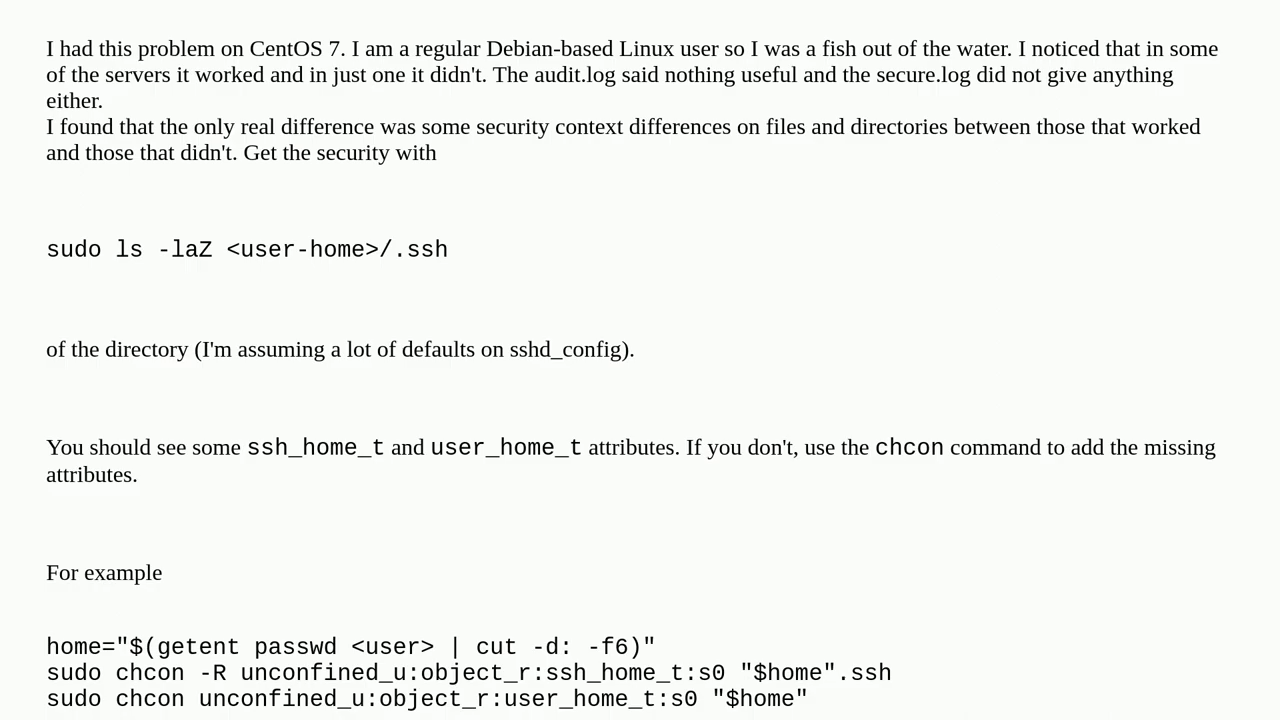 I had this problem on CentOS 7. I am a regular Debian-based Linux user so I was a fish out of the water. I noticed that in some
of the servers it worked and in just one it didn't. The audit.log said nothing useful and the secure.log did not give anything
either.
I found that the only real difference was some security context differences on files and directories between those that worked
and those that didn't. Get the security with
sudo ls -laZ <user-home>/.ssh
of the directory (I'm assuming a lot of defaults on sshd_config).
You should see some ssh_home_t and user_home_t attributes. If you don't, use the chcon command to add the missing
attributes.
For example
home="$(getent passwd <user> | cut -d: -f6)"
sudo chcon -R unconfined_u:object_r:ssh_home_t:s0 "$home".ssh
sudo chcon unconfined_u:object_r:user_home_t:s0 "$home"